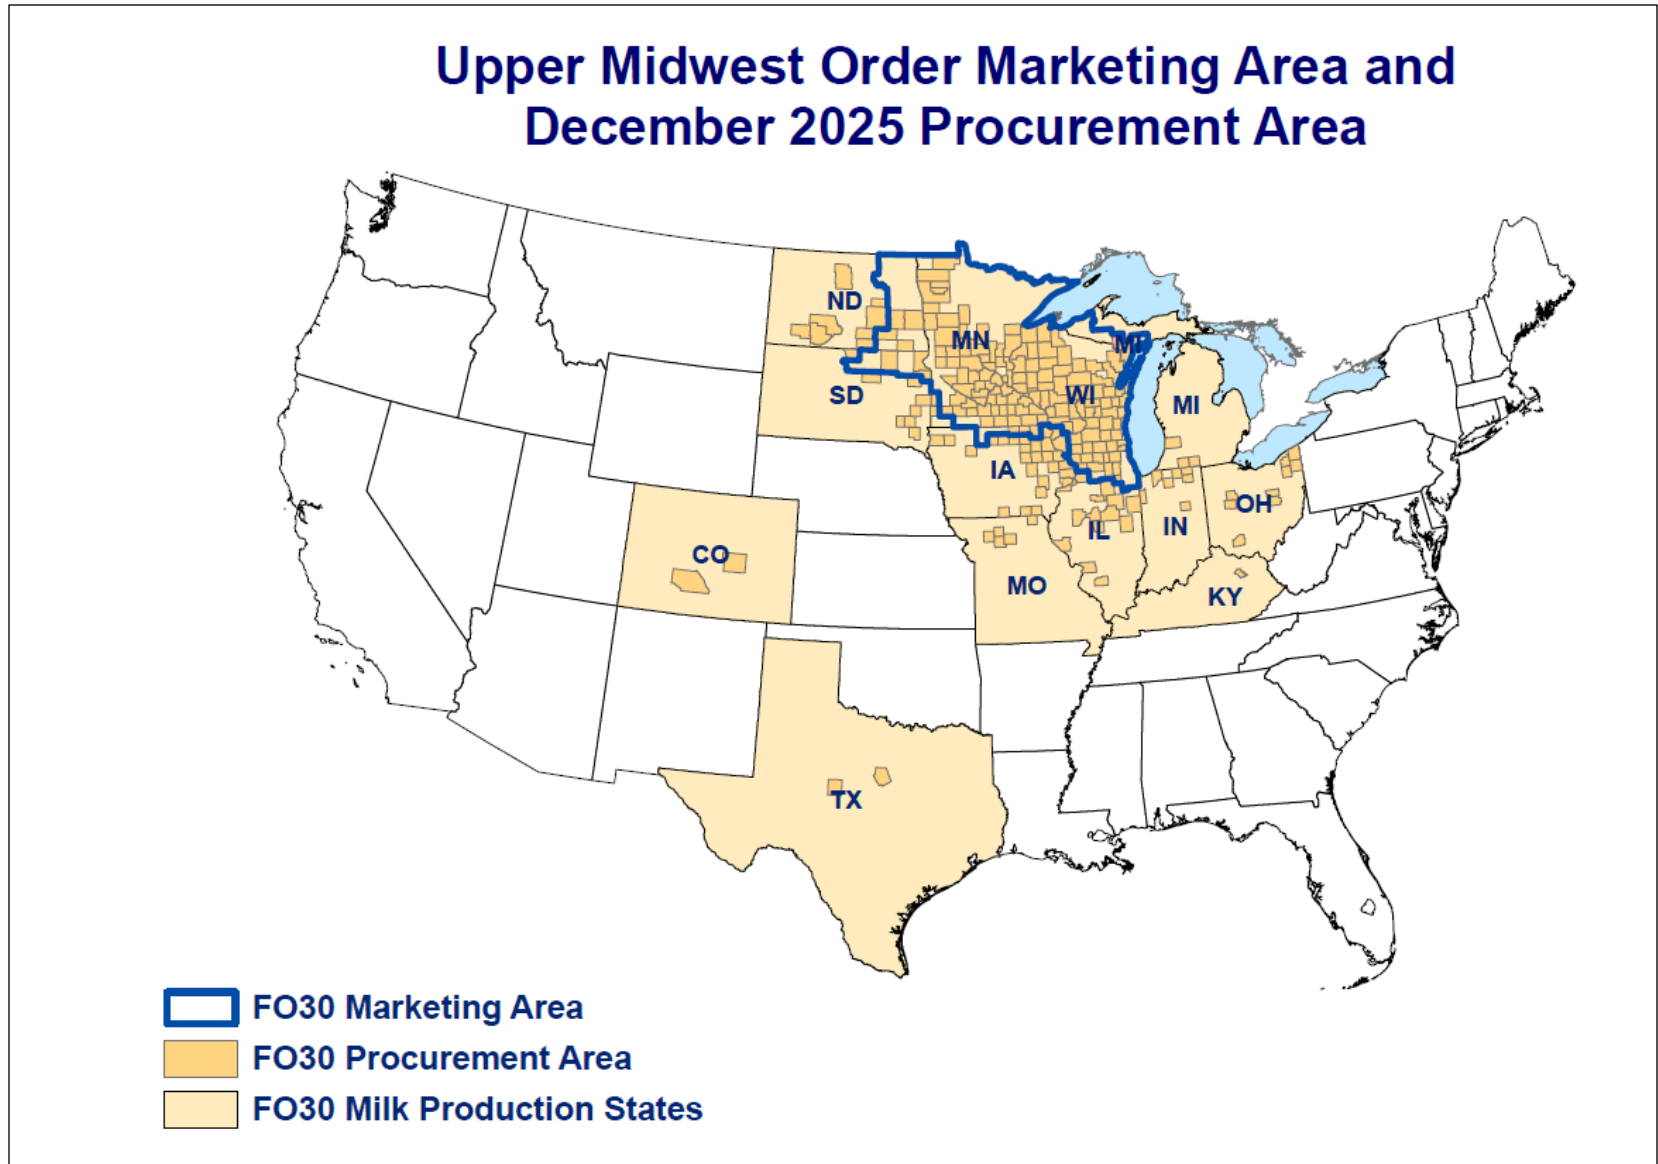 Upper Midwest Order Marketing Area and
December 2025 Procurement Area
ND
MN
MI
SD
WI
MI
IA
OH
IL
IN
CO
MO
KY
TX
FO30 Marketing Area
FO30 Procurement Area
FO30 Milk Production States